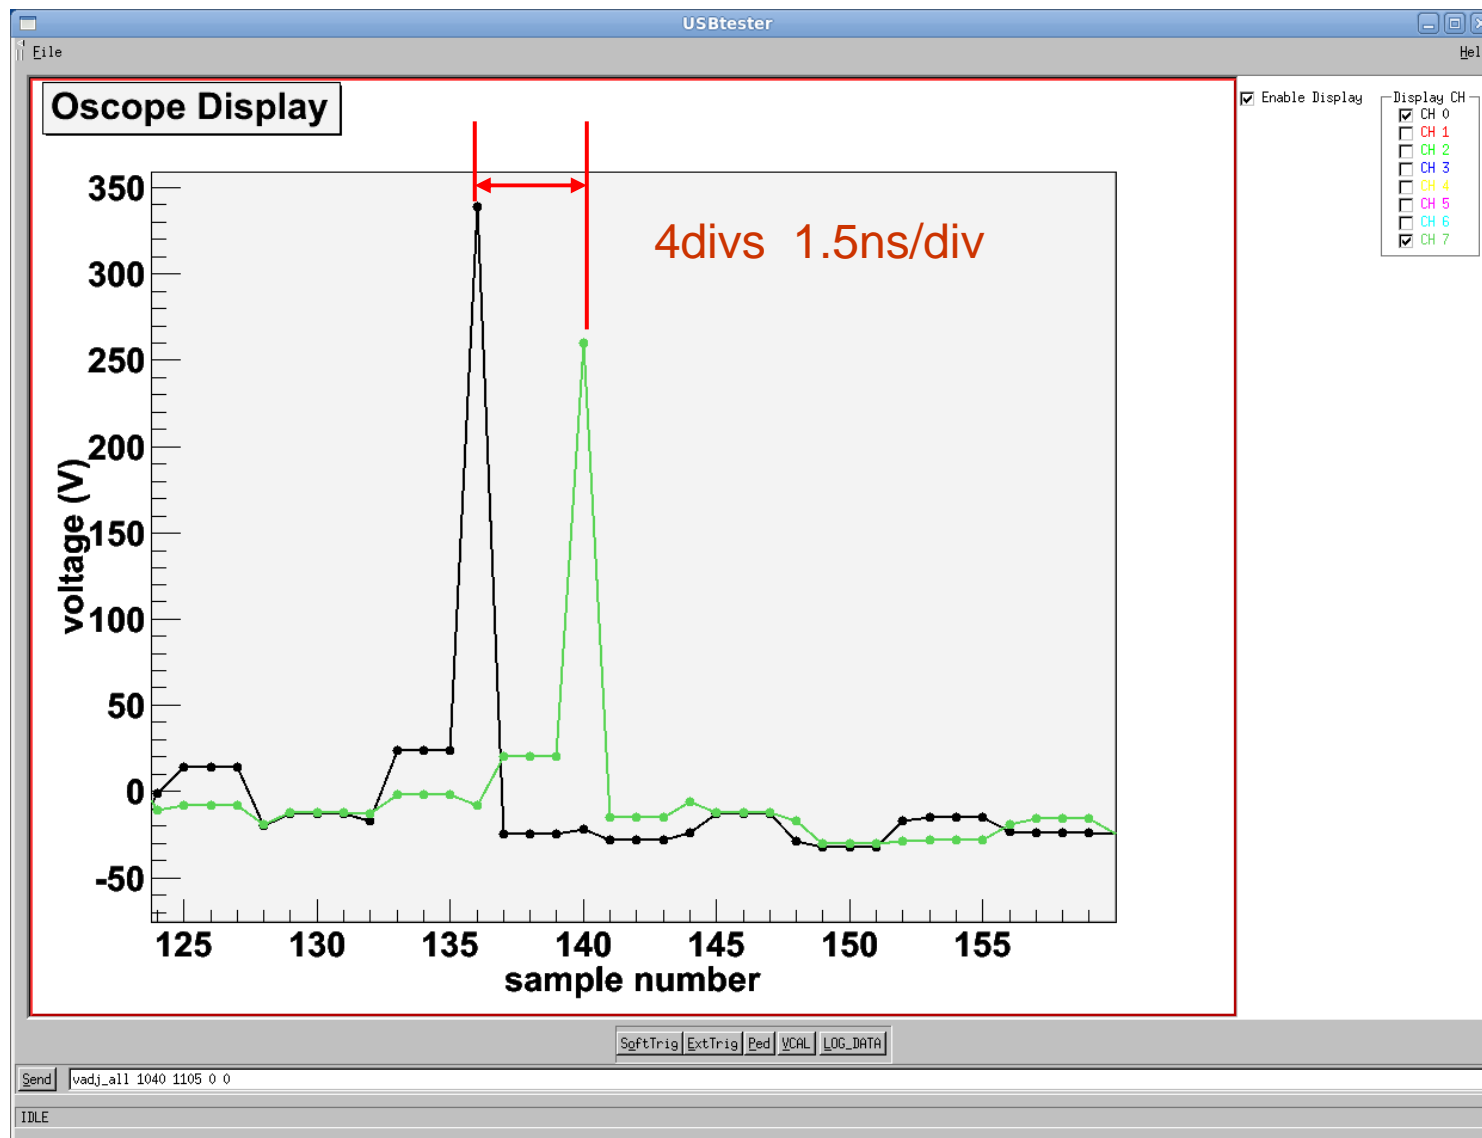 USBtester
File
Hel
Oscope Display
Enable Display
Display CH
CH 0
CH 1
CH 2
CH 3
CH 4
CH 5
CH 6
CH 7
4divs 1.5ns/div
350
300
250
200
150
100
50
0
-50
voltage (V)
125 130 135 140 145 150 155
sample number
SoftTrig ExtTrig Ped VCAL LOG_DATA
Send vadj_all 1040 1105 0 0
IDLE